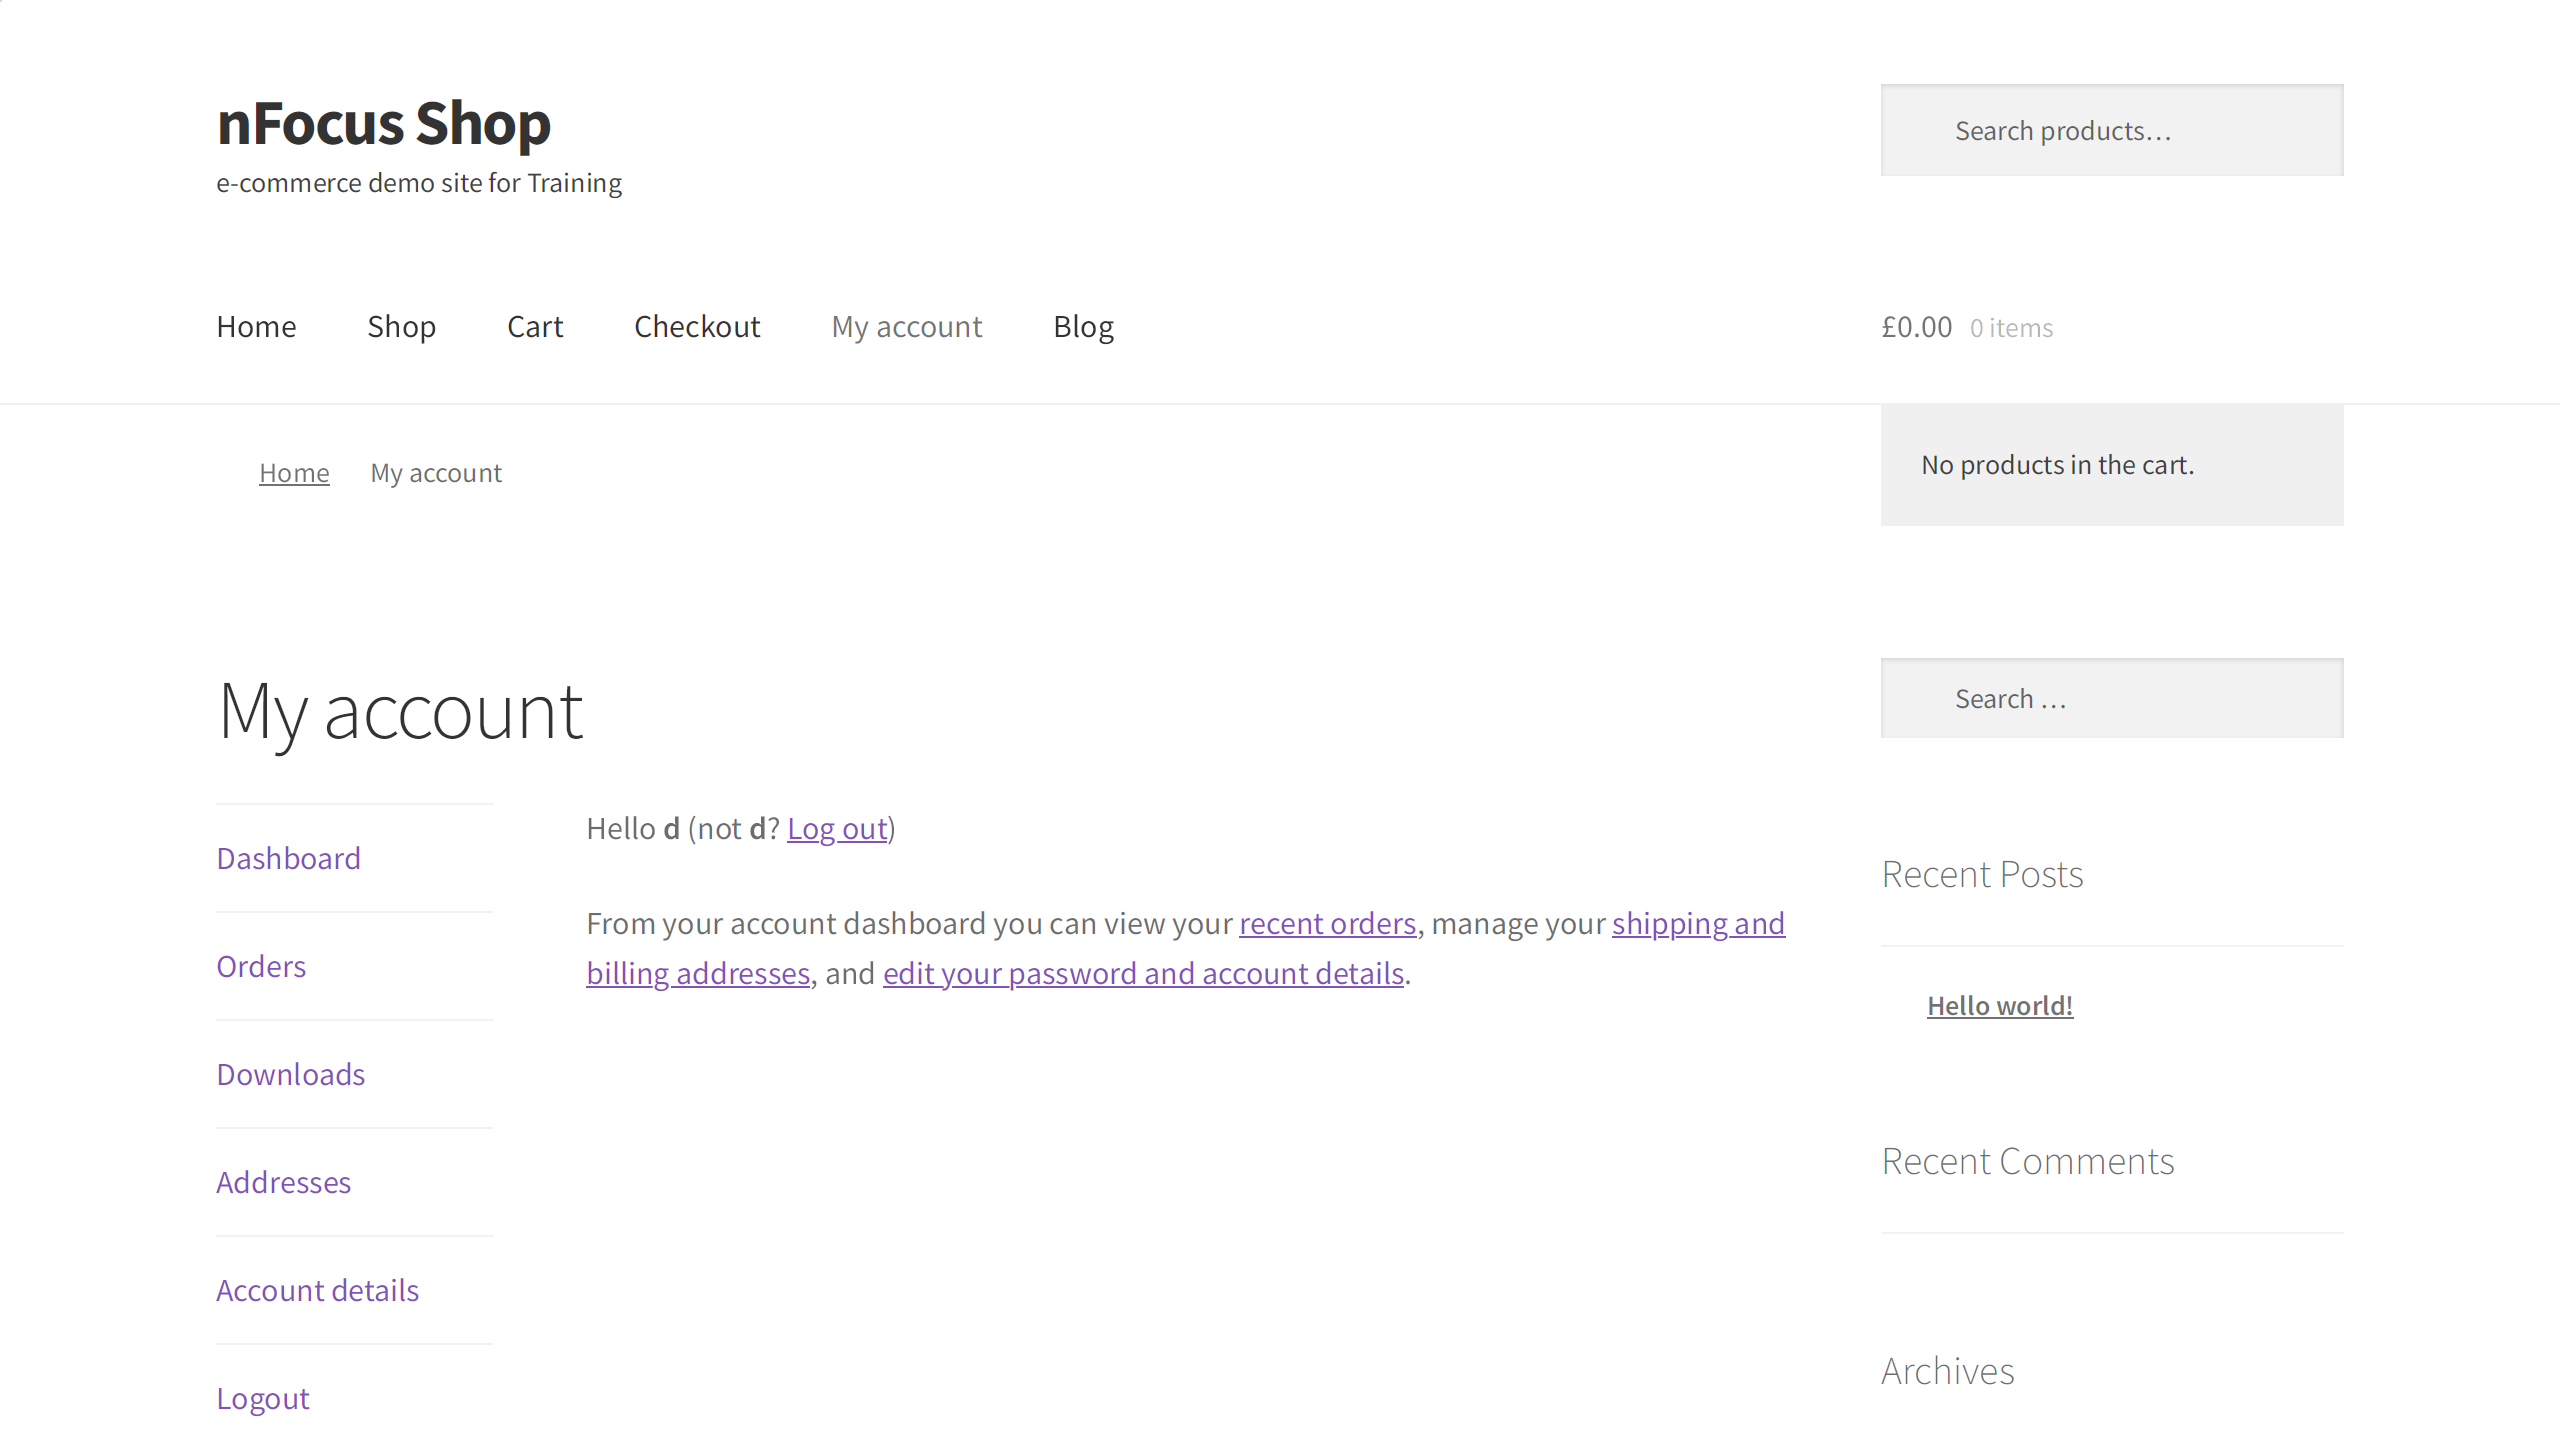 nFocus Shop
e-commerce demo site for Training
Search products…
Home Shop Cart Checkout My account Blog
£0.00 0 items
Home My account
No products in the cart.
My account
Search …
Dashboard
Orders
Downloads
Addresses
Account details
Logout
Hello d (not d? Log out)
From your account dashboard you can view your recent orders, manage your shipping and
billing addresses, and edit your password and account details.
Recent Posts
Hello world!
Recent Comments
Archives